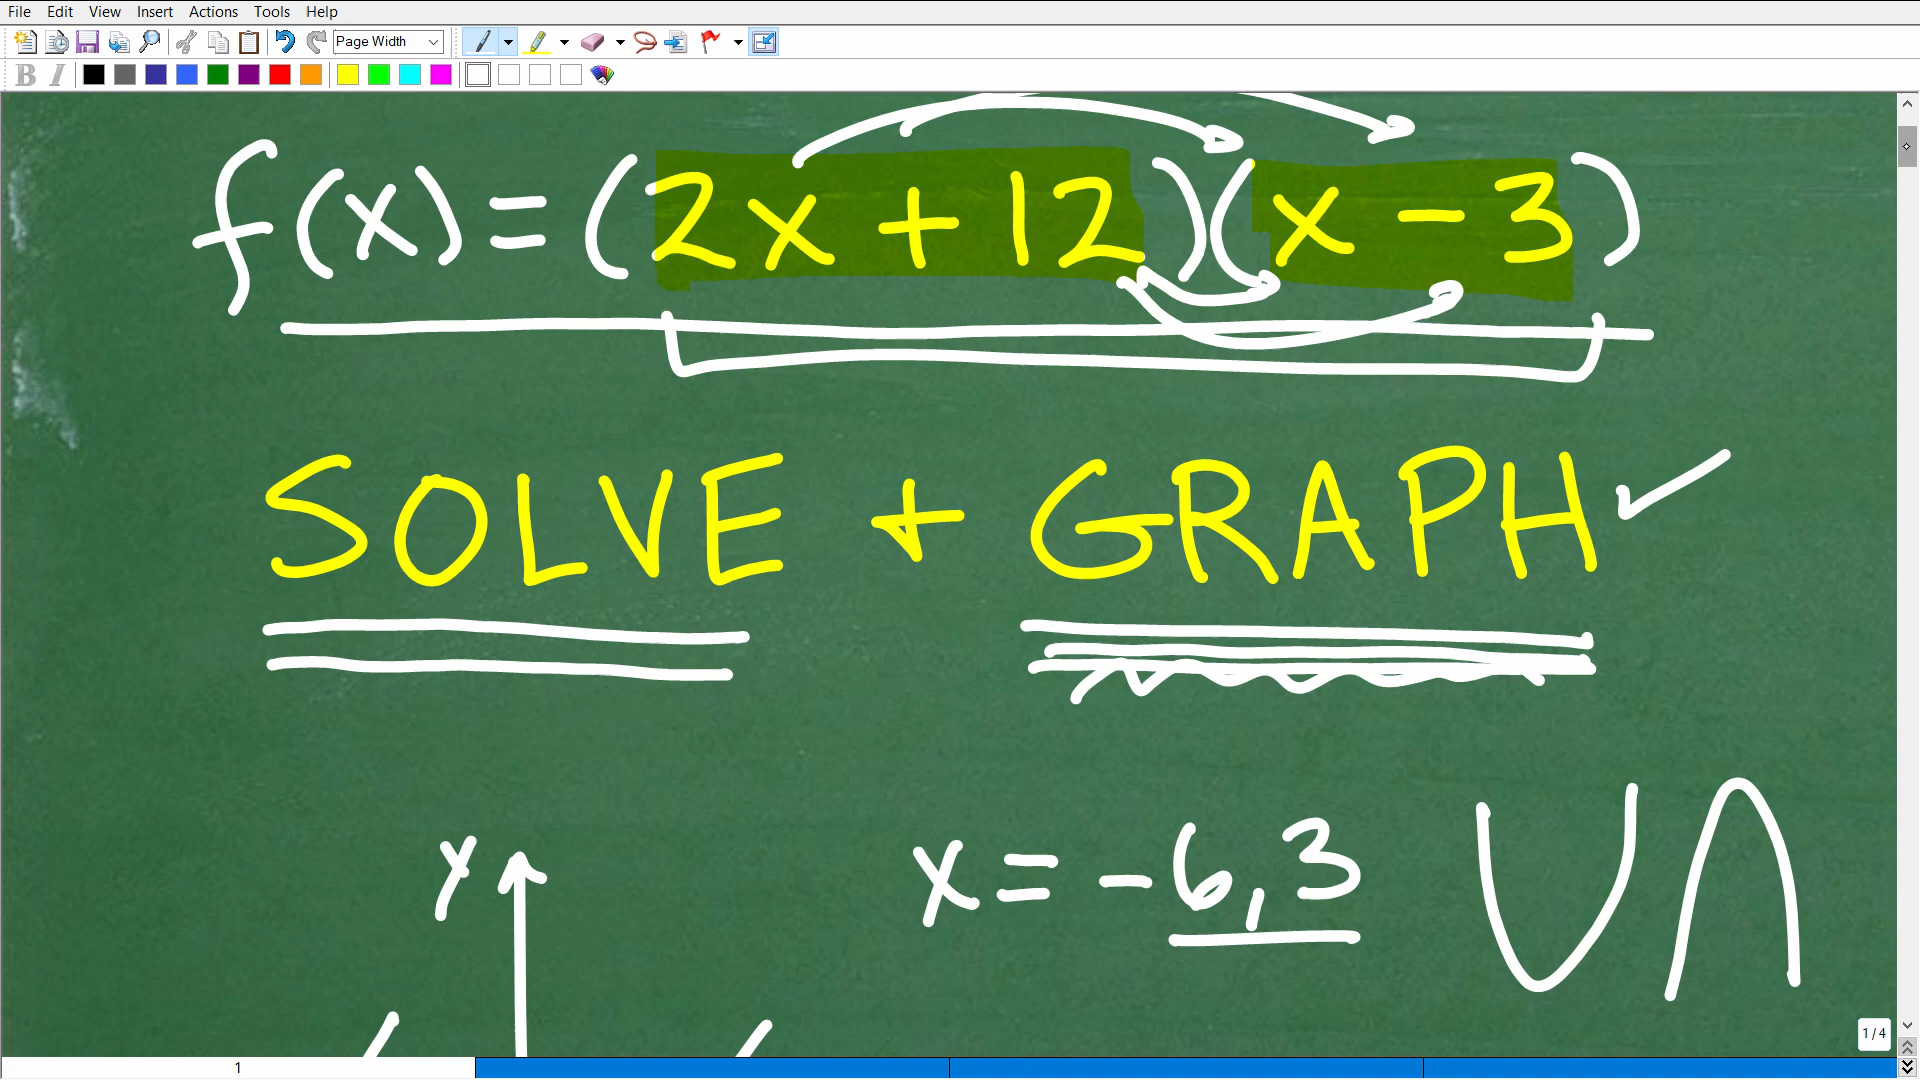 File Edit View Insert Actions Tools Help
Page Width
B I
f(x) = (2x + 12)(x - 3)
SOLVE + GRAPH ✓
y
x = -6, 3
1 / 4
1